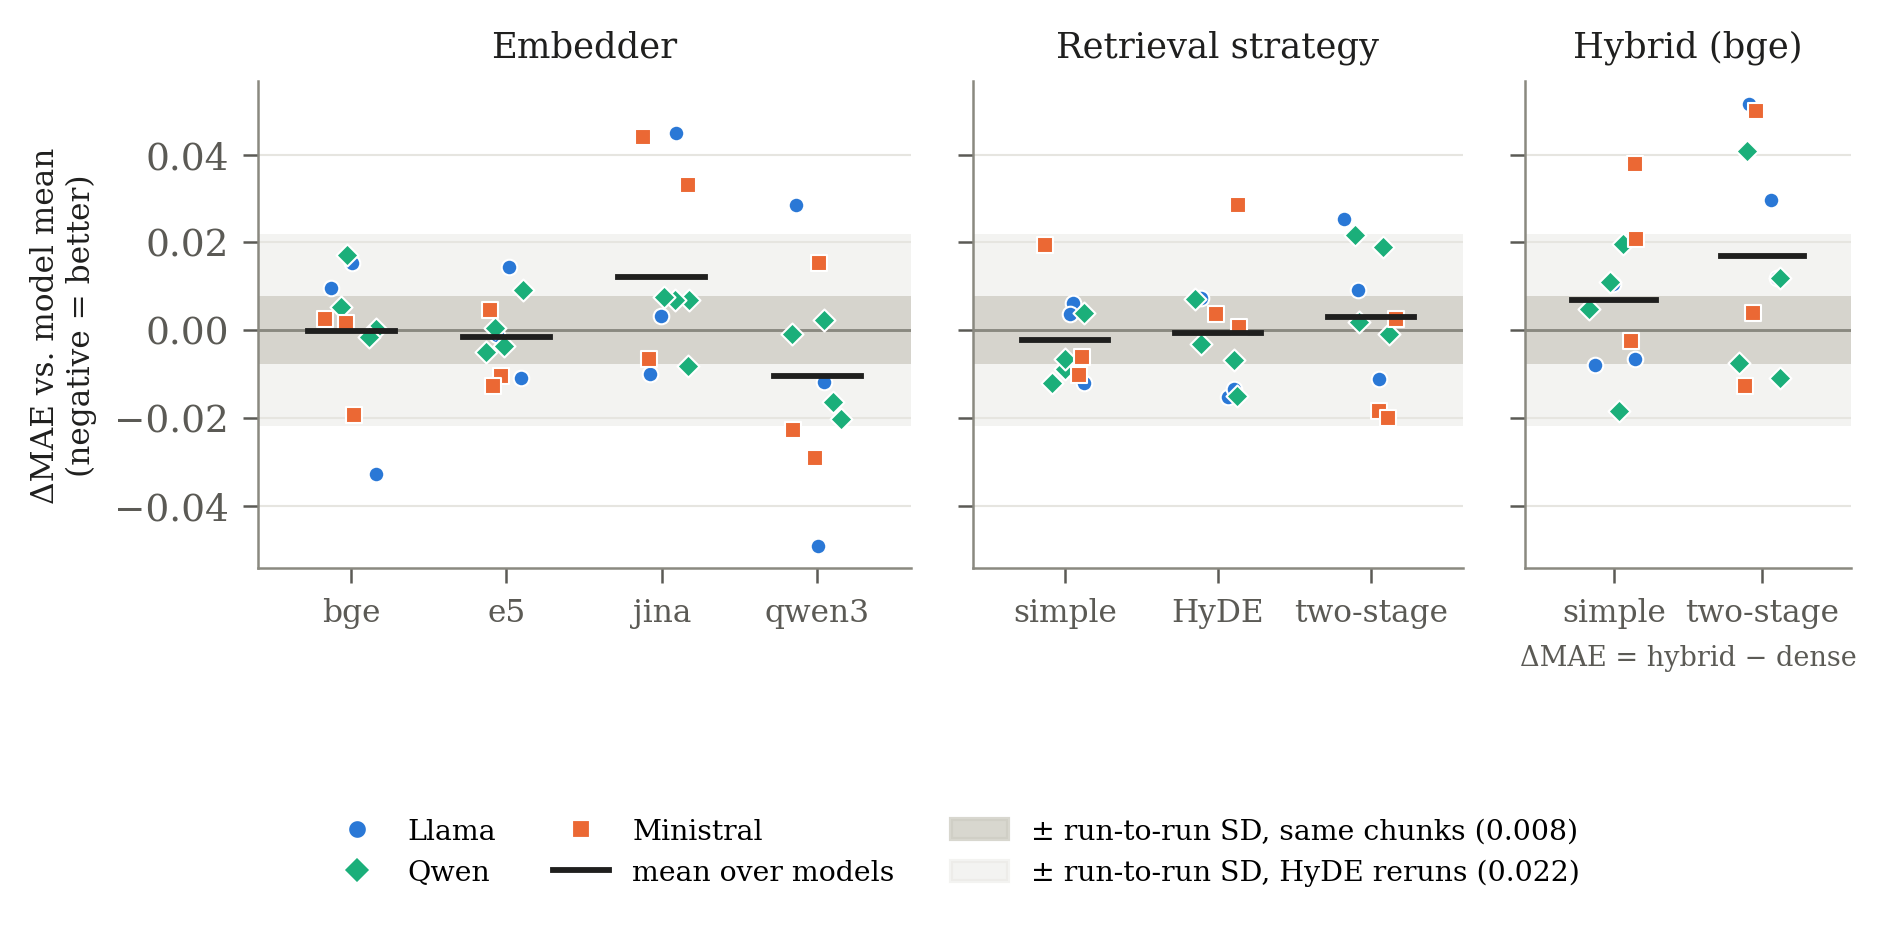 Embedder
Retrieval strategy
Hybrid (bge)
ΔMAE vs. model mean
(negative = better)
0.04
0.02
0.00
−0.02
−0.04
bge
e5
jina
qwen3
simple
HyDE
two-stage
simple
two-stage
ΔMAE = hybrid − dense
Llama
Qwen
Ministral
mean over models
± run-to-run SD, same chunks (0.008)
± run-to-run SD, HyDE reruns (0.022)